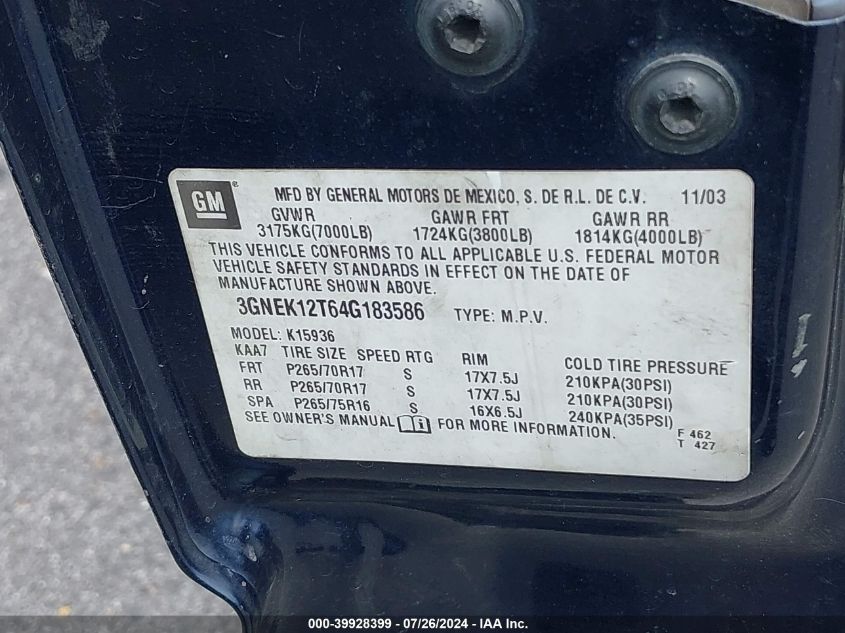 GM ® MFD BY GENERAL MOTORS DE MEXICO, S. DE R.L. DE C.V. 11/03
GVWR GAWR FRT GAWR RR
3175KG(7000LB) 1724KG(3800LB) 1814KG(4000LB)
THIS VEHICLE CONFORMS TO ALL APPLICABLE U.S. FEDERAL MOTOR
VEHICLE SAFETY STANDARDS IN EFFECT ON THE DATE OF
MANUFACTURE SHOWN ABOVE.
3GNEK12T64G183586 TYPE: M.P.V.
MODEL: K15936
KAA7 TIRE SIZE SPEED RTG RIM COLD TIRE PRESSURE
FRT P265/70R17 S 17X7.5J 210KPA(30PSI)
RR P265/70R17 S 17X7.5J 210KPA(30PSI)
SPA P265/75R16 S 16X6.5J 240KPA(35PSI)
SEE OWNER'S MANUAL FOR MORE INFORMATION.
F 462
T 427
000-39928399 - 07/26/2024 - IAA Inc.